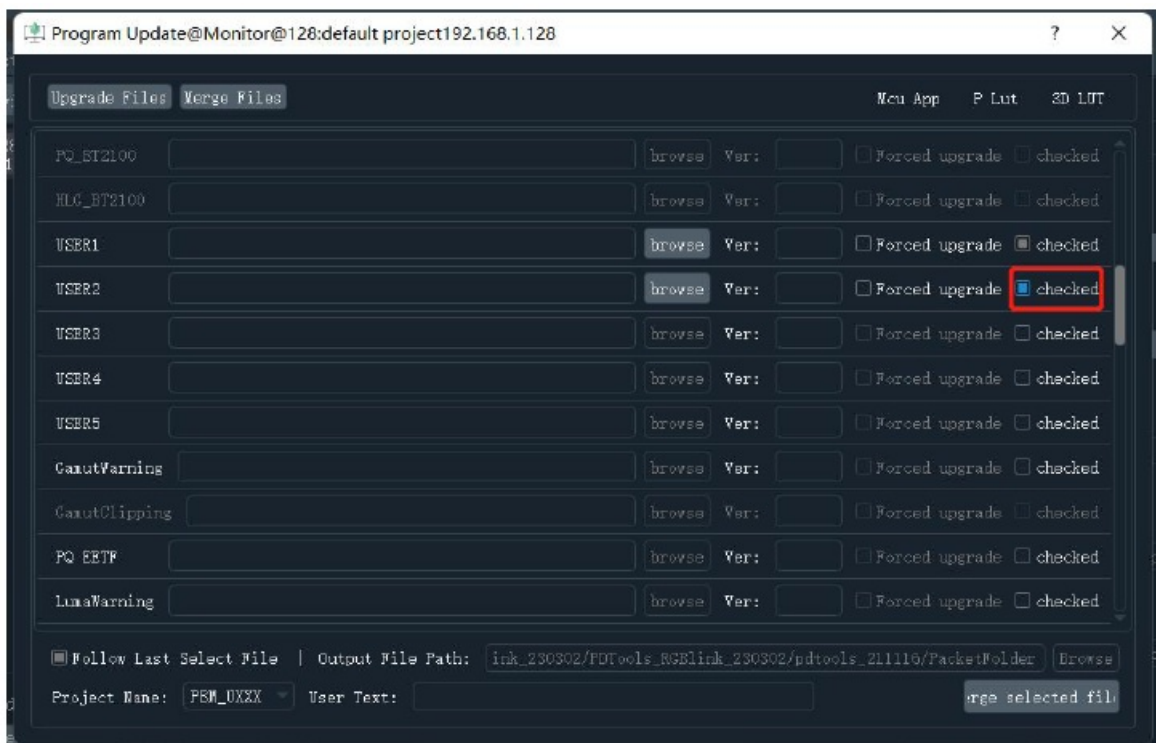 Program Update@Monitor@128:default project192.168.1.128 ?
Upgrade Files Merge Files Mcu App P Lut 3D LUT
PQ_BT2100 browse Ver: Forced upgrade checked
HLG_BT2100 browse Ver: Forced upgrade checked
USER1 browse Ver: Forced upgrade checked
USER2 browse Ver: Forced upgrade checked
USER3 browse Ver: Forced upgrade checked
USER4 browse Ver: Forced upgrade checked
USER5 browse Ver: Forced upgrade checked
GamutWarning browse Ver: Forced upgrade checked
GamutClipping browse Ver: Forced upgrade checked
PQ EETF browse Ver: Forced upgrade checked
LumaWarning browse Ver: Forced upgrade checked
Follow Last Select File | Output File Path: ink_230302/PDTools_RGBlink_230302/pdtools_211116/PacketFolder Browse
Project Name: PBM_UXXX User Text: rge selected fil